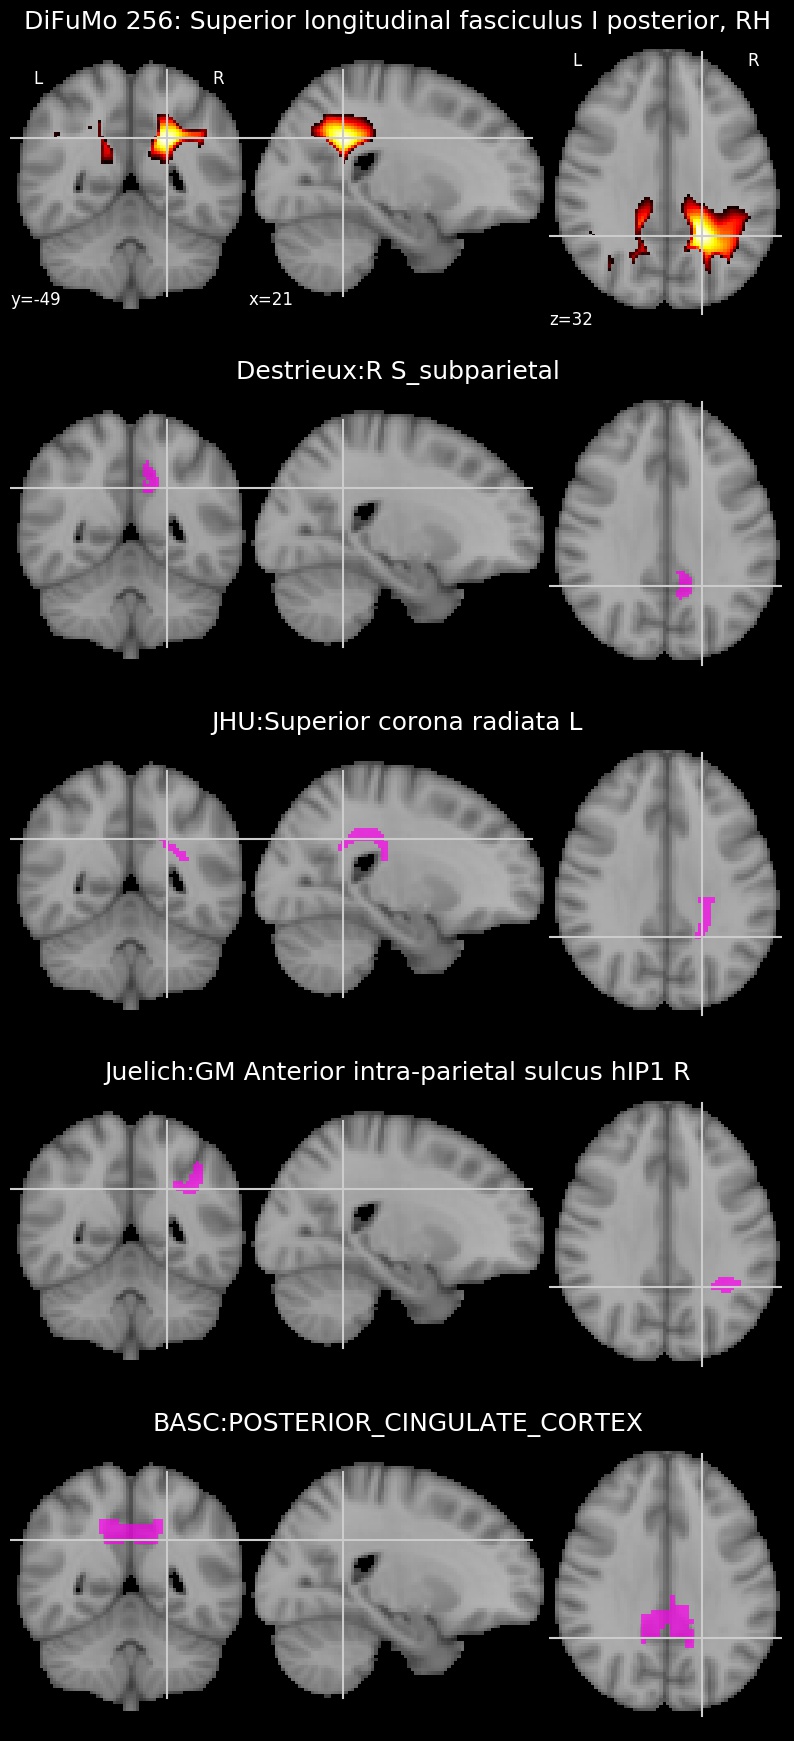 DiFuMo 256: Superior longitudinal fasciculus I posterior, RH
L R L R
y=-49 x=21 z=32
Destrieux:R S_subparietal
JHU:Superior corona radiata L
Juelich:GM Anterior intra-parietal sulcus hIP1 R
BASC:POSTERIOR_CINGULATE_CORTEX